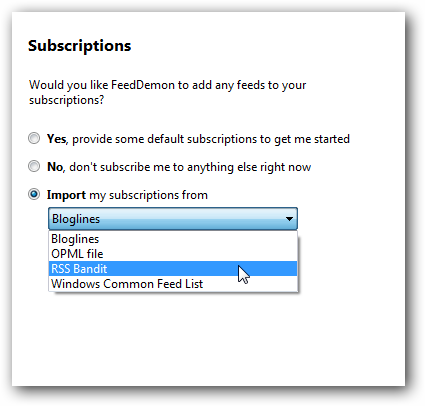 Subscriptions
Would you like FeedDemon to add any feeds to your
subscriptions?
Yes, provide some default subscriptions to get me started
No, don't subscribe me to anything else right now
Import my subscriptions from
Bloglines
Bloglines
OPML file
RSS Bandit
Windows Common Feed List